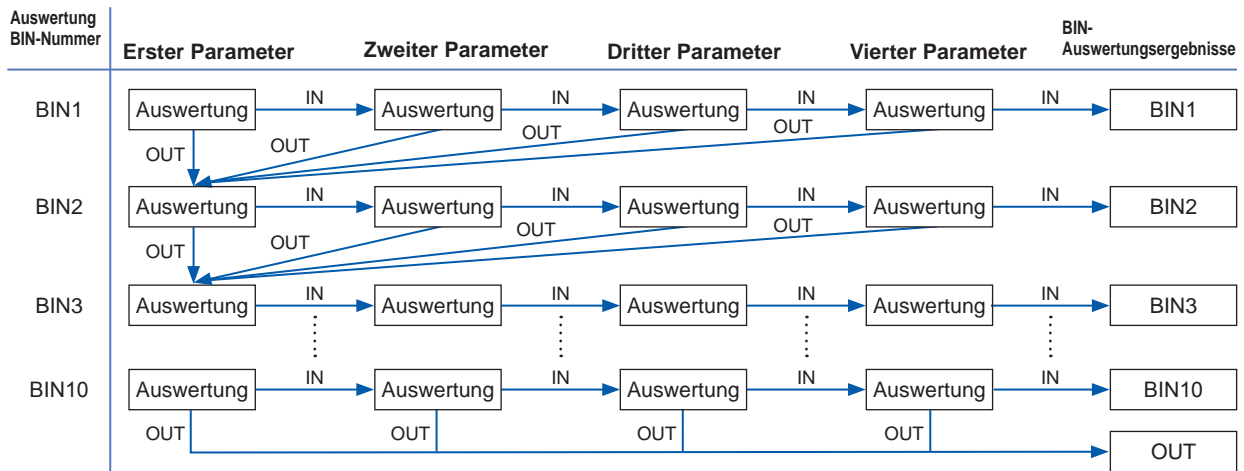 Auswertung
BIN-Nummer
Erster Parameter
Zweiter Parameter
Dritter Parameter
Vierter Parameter
BIN-
Auswertungsergebnisse
BIN1
Auswertung
IN
Auswertung
IN
Auswertung
IN
Auswertung
IN
BIN1
OUT
OUT
OUT
OUT
BIN2
Auswertung
IN
Auswertung
IN
Auswertung
IN
Auswertung
IN
BIN2
OUT
OUT
OUT
OUT
BIN3
Auswertung
IN
Auswertung
IN
Auswertung
IN
Auswertung
IN
BIN3
BIN10
Auswertung
IN
Auswertung
IN
Auswertung
IN
Auswertung
IN
BIN10
OUT
OUT
OUT
OUT
OUT